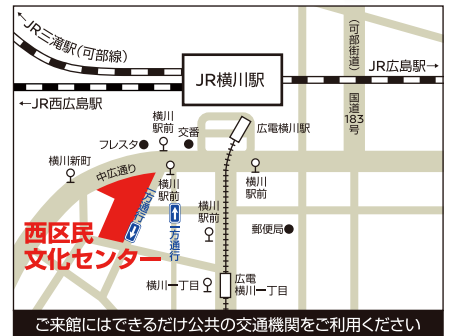 ←JR三滝駅(可部線)
JR横川駅
(可部街道)
国道183号
JR広島駅→
←JR西広島駅
横川駅前
交番
フレスタ
広電横川駅
横川新町
中広通り
横川駅前
横川駅前
横川駅前
一方通行
一方通行
郵便局
西区民
文化センター
横川一丁目
広電
横川一丁目
ご来館にはできるだけ公共の交通機関をご利用ください